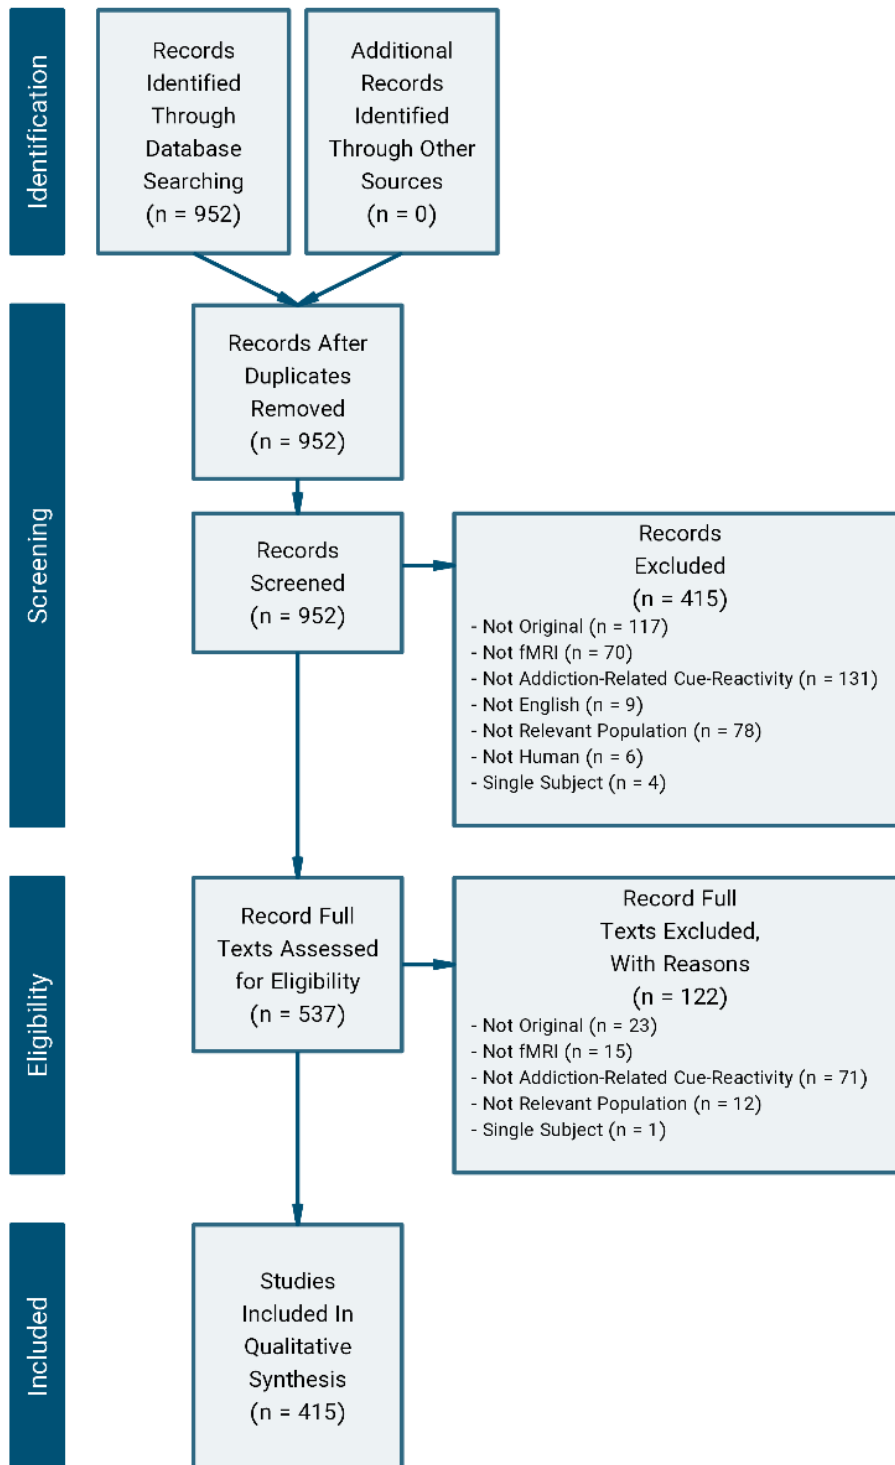 Identification
Records
Identified
Through
Database
Searching
(n = 952)
Additional
Records
Identified
Through Other
Sources
(n = 0)
Screening
Records After
Duplicates
Removed
(n = 952)
Records
Screened
(n = 952)
Records
Excluded
(n = 415)
- Not Original (n = 117)
- Not fMRI (n = 70)
- Not Addiction-Related Cue-Reactivity (n = 131)
- Not English (n = 9)
- Not Relevant Population (n = 78)
- Not Human (n = 6)
- Single Subject (n = 4)
Eligibility
Record Full
Texts Assessed
for Eligibility
(n = 537)
Record Full
Texts Excluded,
With Reasons
(n = 122)
- Not Original (n = 23)
- Not fMRI (n = 15)
- Not Addiction-Related Cue-Reactivity (n = 71)
- Not Relevant Population (n = 12)
- Single Subject (n = 1)
Included
Studies
Included In
Qualitative
Synthesis
(n = 415)